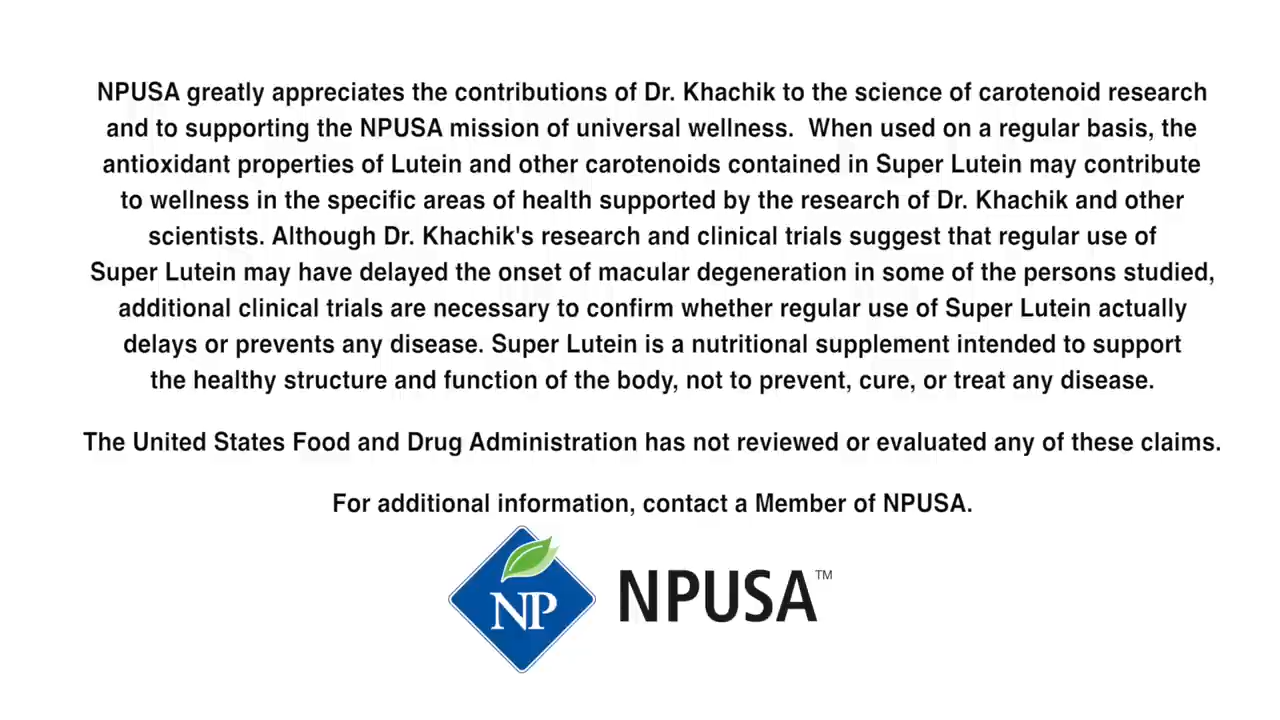 NPUSA greatly appreciates the contributions of Dr. Khachik to the science of carotenoid research
and to supporting the NPUSA mission of universal wellness.  When used on a regular basis, the
antioxidant properties of Lutein and other carotenoids contained in Super Lutein may contribute
to wellness in the specific areas of health supported by the research of Dr. Khachik and other
scientists. Although Dr. Khachik's research and clinical trials suggest that regular use of
Super Lutein may have delayed the onset of macular degeneration in some of the persons studied,
additional clinical trials are necessary to confirm whether regular use of Super Lutein actually
delays or prevents any disease. Super Lutein is a nutritional supplement intended to support
the healthy structure and function of the body, not to prevent, cure, or treat any disease.
The United States Food and Drug Administration has not reviewed or evaluated any of these claims.
For additional information, contact a Member of NPUSA.
NP
NPUSA™